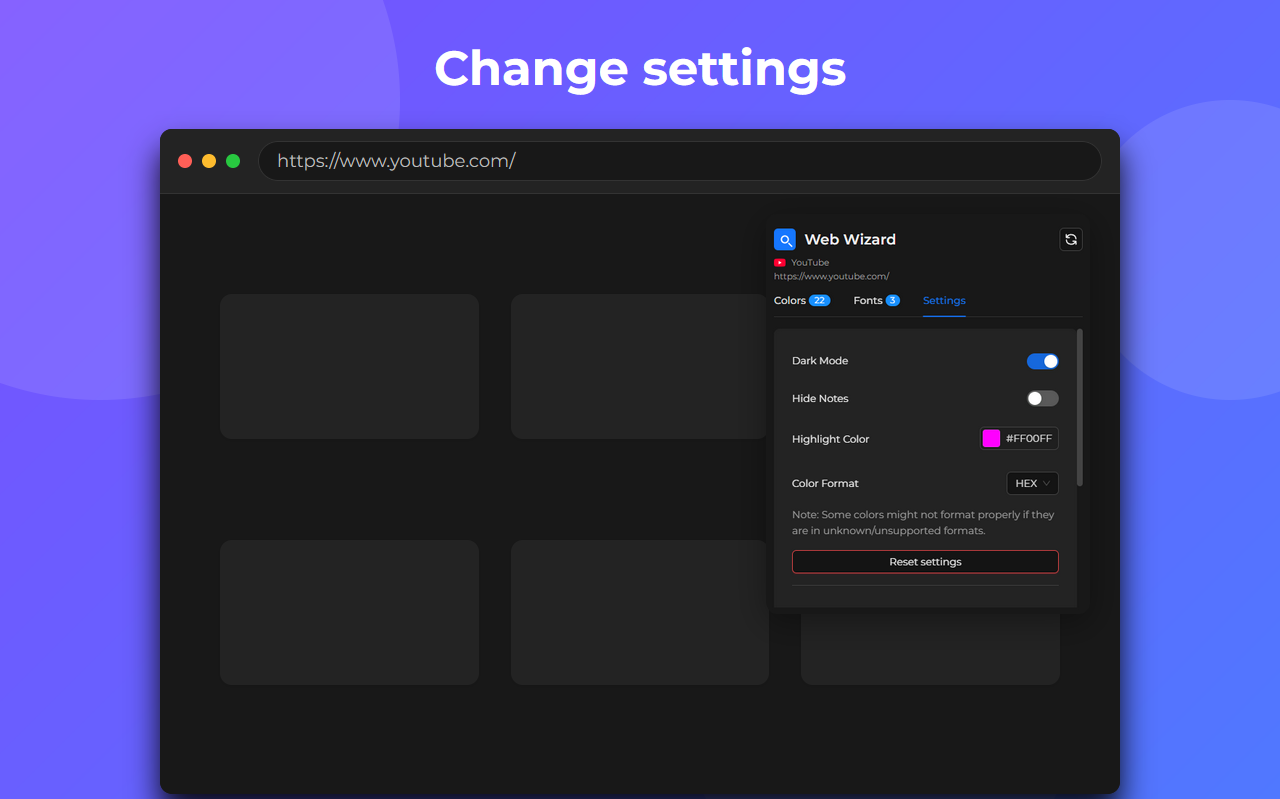 Change settings
https://www.youtube.com/
Web Wizard
YouTube
https://www.youtube.com/
Colors 22 Fonts 3 Settings
Dark Mode
Hide Notes
Highlight Color #FF00FF
Color Format HEX
Note: Some colors might not format properly if they
are in unknown/unsupported formats.
Reset settings